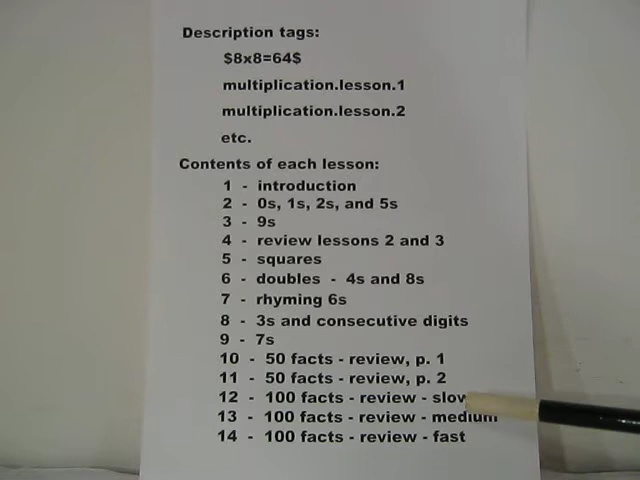 Description tags:
$8x8=64$
multiplication.lesson.1
multiplication.lesson.2
etc.
Contents of each lesson:
1 - introduction
2 - 0s, 1s, 2s, and 5s
3 - 9s
4 - review lessons 2 and 3
5 - squares
6 - doubles - 4s and 8s
7 - rhyming 6s
8 - 3s and consecutive digits
9 - 7s
10 - 50 facts - review, p. 1
11 - 50 facts - review, p. 2
12 - 100 facts - review - slow
13 - 100 facts - review - medium
14 - 100 facts - review - fast